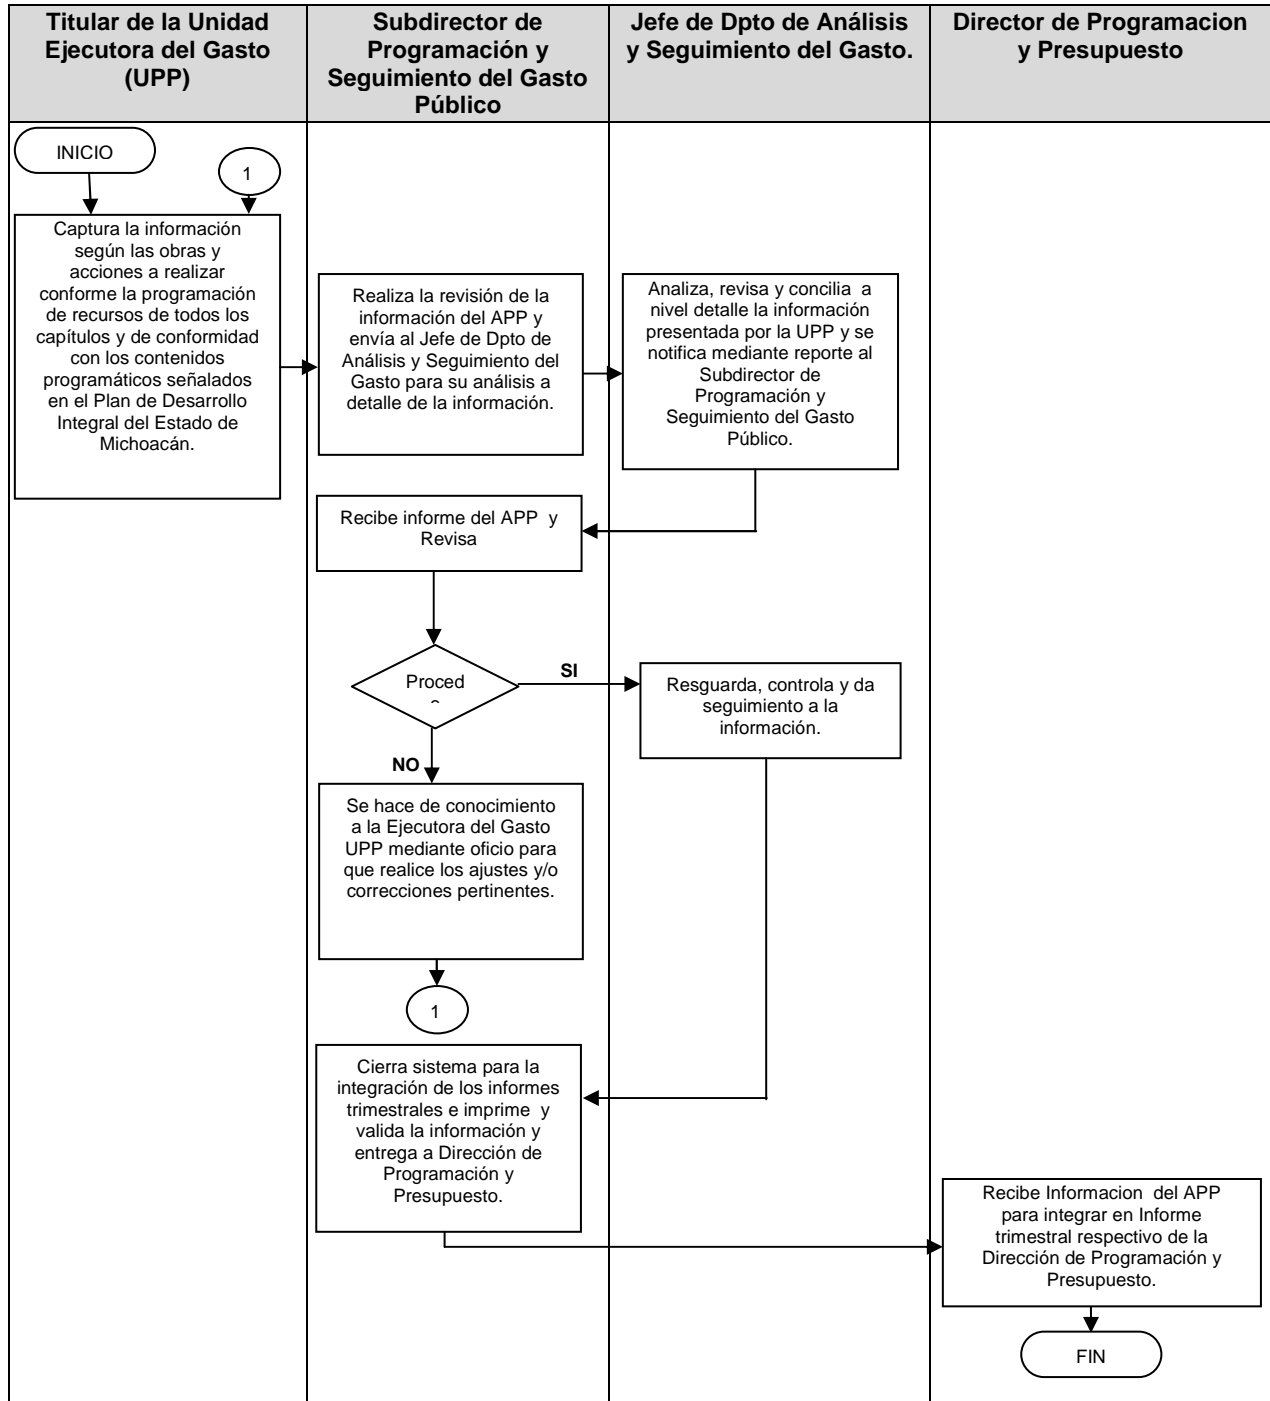 Titular de la Unidad
Ejecutora del Gasto
(UPP)
Subdirector de
Programación y
Seguimiento del Gasto
Público
Jefe de Dpto de Análisis
y Seguimiento del Gasto.
Director de Programacion
y Presupuesto
INICIO
1
Captura la información
según las obras y
acciones a realizar
conforme la programación
de recursos de todos los
capítulos y de conformidad
con los contenidos
programáticos señalados
en el Plan de Desarrollo
Integral del Estado de
Michoacán.
Realiza la revisión de la
información del APP y
envía al Jefe de Dpto de
Análisis y Seguimiento del
Gasto para su análisis a
detalle de la información.
Analiza, revisa y concilia a
nivel detalle la información
presentada por la UPP y se
notifica mediante reporte al
Subdirector de
Programación y
Seguimiento del Gasto
Público.
Recibe informe del APP y
Revisa
Proced
SI
Resguarda, controla y da
seguimiento a la
información.
NO
Se hace de conocimiento
a la Ejecutora del Gasto
UPP mediante oficio para
que realice los ajustes y/o
correcciones pertinentes.
1
Cierra sistema para la
integración de los informes
trimestrales e imprime y
valida la información y
entrega a Dirección de
Programación y
Presupuesto.
Recibe Informacion del APP
para integrar en Informe
trimestral respectivo de la
Dirección de Programación y
Presupuesto.
FIN